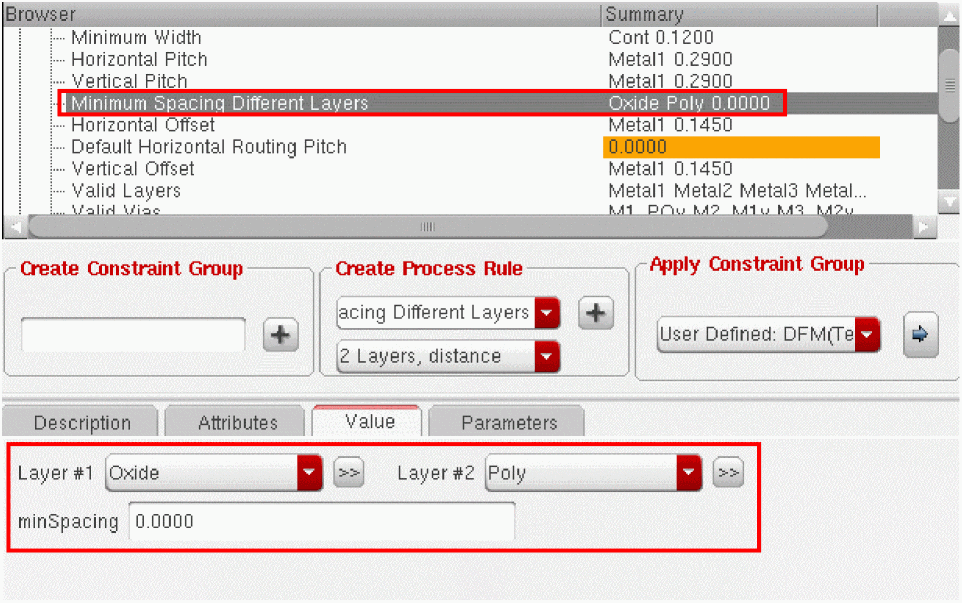 Browser Summary
Minimum Width Cont 0.1200
Horizontal Pitch Metal1 0.2900
Vertical Pitch Metal1 0.2900
Minimum Spacing Different Layers Oxide Poly 0.0000
Horizontal Offset Metal1 0.1450
Default Horizontal Routing Pitch 0.0000
Vertical Offset Metal1 0.1450
Valid Layers Metal1 Metal2 Metal3 Metal...
Valid Vias M1_POv M2_M1v M3_M2v
Create Constraint Group Create Process Rule Apply Constraint Group
acing Different Layers
User Defined: DFM(Te
2 Layers, distance
Description Attributes Value Parameters
Layer #1 Oxide >> Layer #2 Poly >>
minSpacing 0.0000